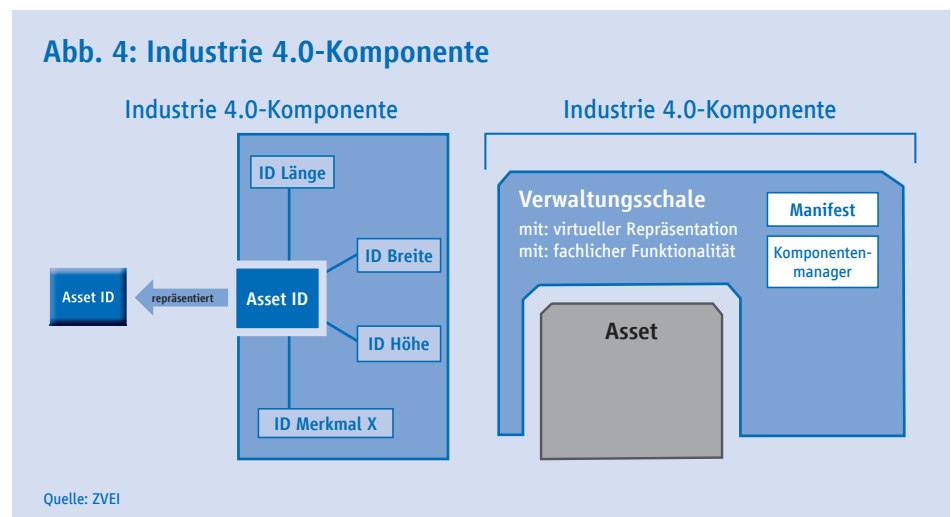 Abb. 4: Industrie 4.0-Komponente
Industrie 4.0-Komponente
ID Länge
ID Breite
Asset ID
repräsentiert
Asset ID
ID Höhe
ID Merkmal X
Industrie 4.0-Komponente
Verwaltungsschale
mit: virtueller Repräsentation
mit: fachlicher Funktionalität
Manifest
Komponenten-
manager
Asset
Quelle: ZVEI